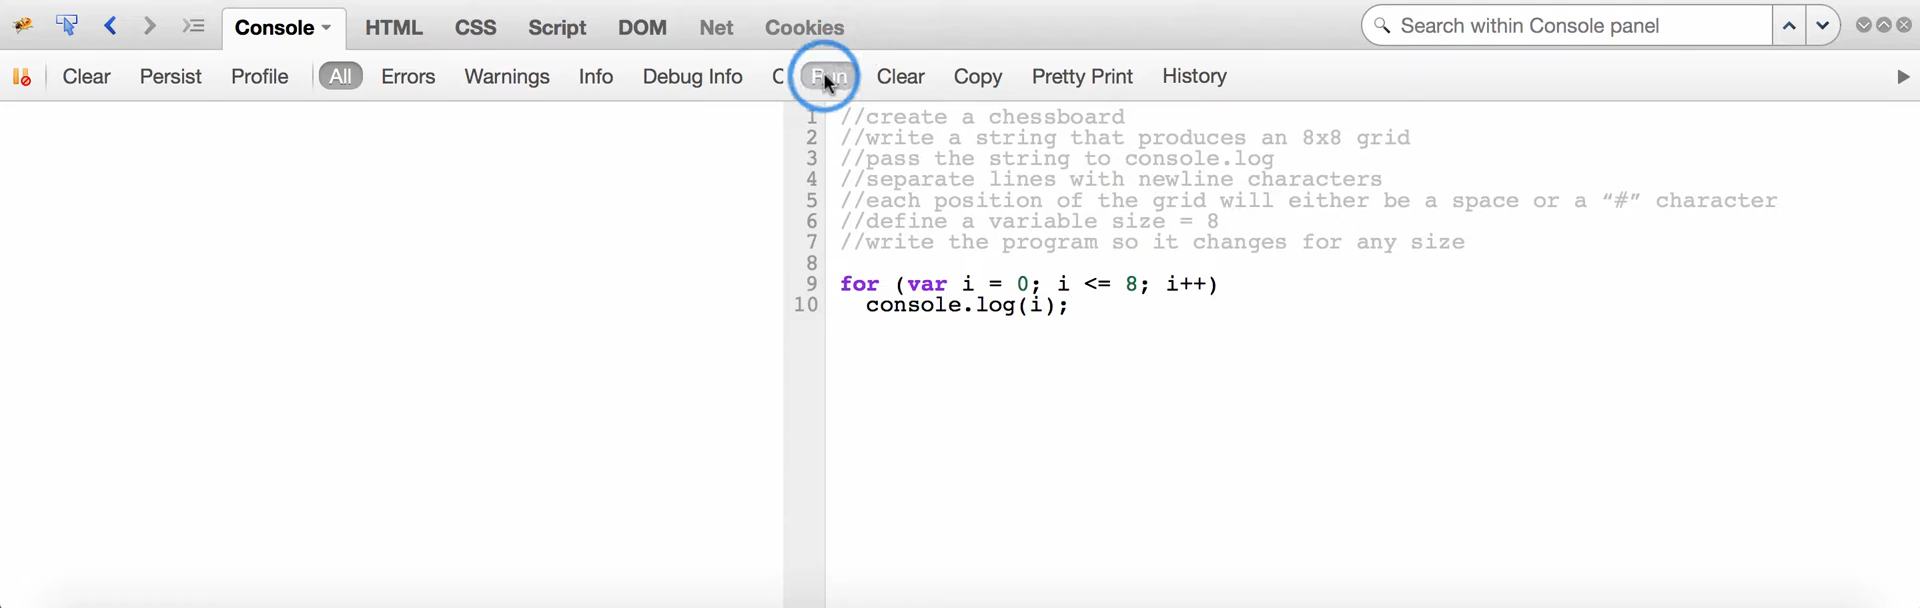 Console HTML CSS Script DOM Net Cookies Search within Console panel
Clear Persist Profile All Errors Warnings Info Debug Info C Run Clear Copy Pretty Print History
1 //create a chessboard
2 //write a string that produces an 8x8 grid
3 //pass the string to console.log
4 //separate lines with newline characters
5 //each position of the grid will either be a space or a “#” character
6 //define a variable size = 8
7 //write the program so it changes for any size
8
9 for (var i = 0; i <= 8; i++)
10 console.log(i);